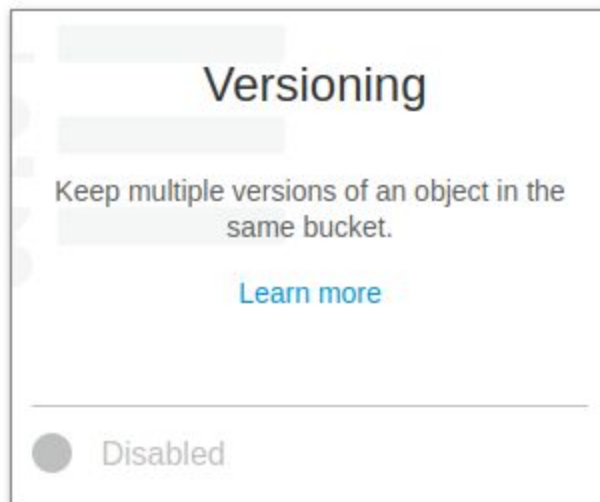 Versioning
Keep multiple versions of an object in the
same bucket.
Learn more
Disabled